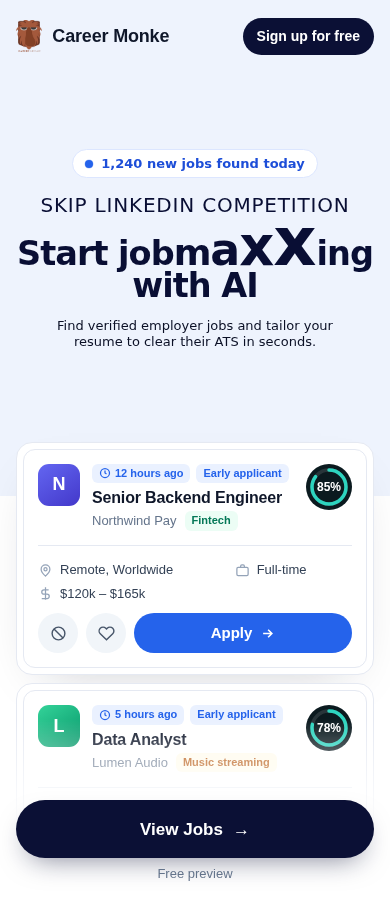 Career Monke
Sign up for free
1,240 new jobs found today
SKIP LINKEDIN COMPETITION
Start jobmaxXing
with AI
Find verified employer jobs and tailor your
resume to clear their ATS in seconds.
N
12 hours ago
Early applicant
85%
Senior Backend Engineer
Northwind Pay
Fintech
Remote, Worldwide
Full-time
$120k – $165k
Apply →
L
5 hours ago
Early applicant
78%
Data Analyst
Lumen Audio
Music streaming
View Jobs →
Free preview